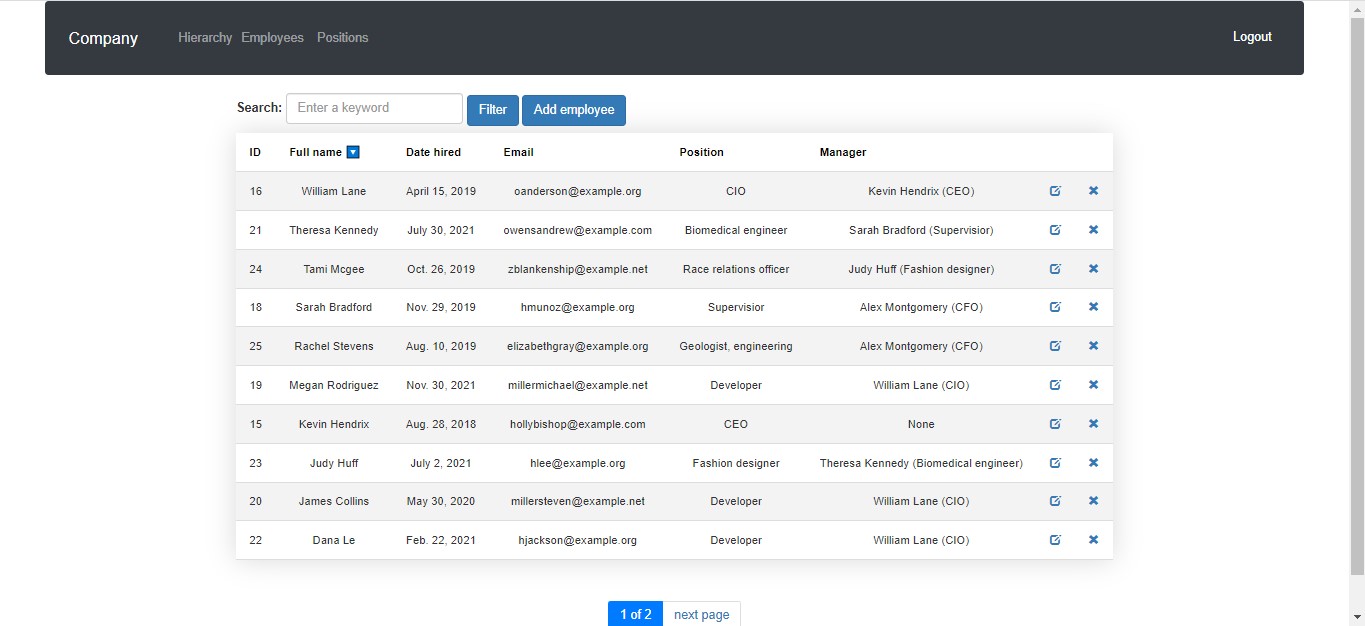 Company Hierarchy Employees Positions Logout
Search: Enter a keyword Filter Add employee
ID Full name Date hired Email Position Manager
16 William Lane April 15, 2019 oanderson@example.org CIO Kevin Hendrix (CEO)
21 Theresa Kennedy July 30, 2021 owensandrew@example.com Biomedical engineer Sarah Bradford (Supervisior)
24 Tami Mcgee Oct. 26, 2019 zblankenship@example.net Race relations officer Judy Huff (Fashion designer)
18 Sarah Bradford Nov. 29, 2019 hmunoz@example.org Supervisior Alex Montgomery (CFO)
25 Rachel Stevens Aug. 10, 2019 elizabethgray@example.org Geologist, engineering Alex Montgomery (CFO)
19 Megan Rodriguez Nov. 30, 2021 millermichael@example.net Developer William Lane (CIO)
15 Kevin Hendrix Aug. 28, 2018 hollybishop@example.com CEO None
23 Judy Huff July 2, 2021 hlee@example.org Fashion designer Theresa Kennedy (Biomedical engineer)
20 James Collins May 30, 2020 millersteven@example.net Developer William Lane (CIO)
22 Dana Le Feb. 22, 2021 hjackson@example.org Developer William Lane (CIO)
1 of 2 next page